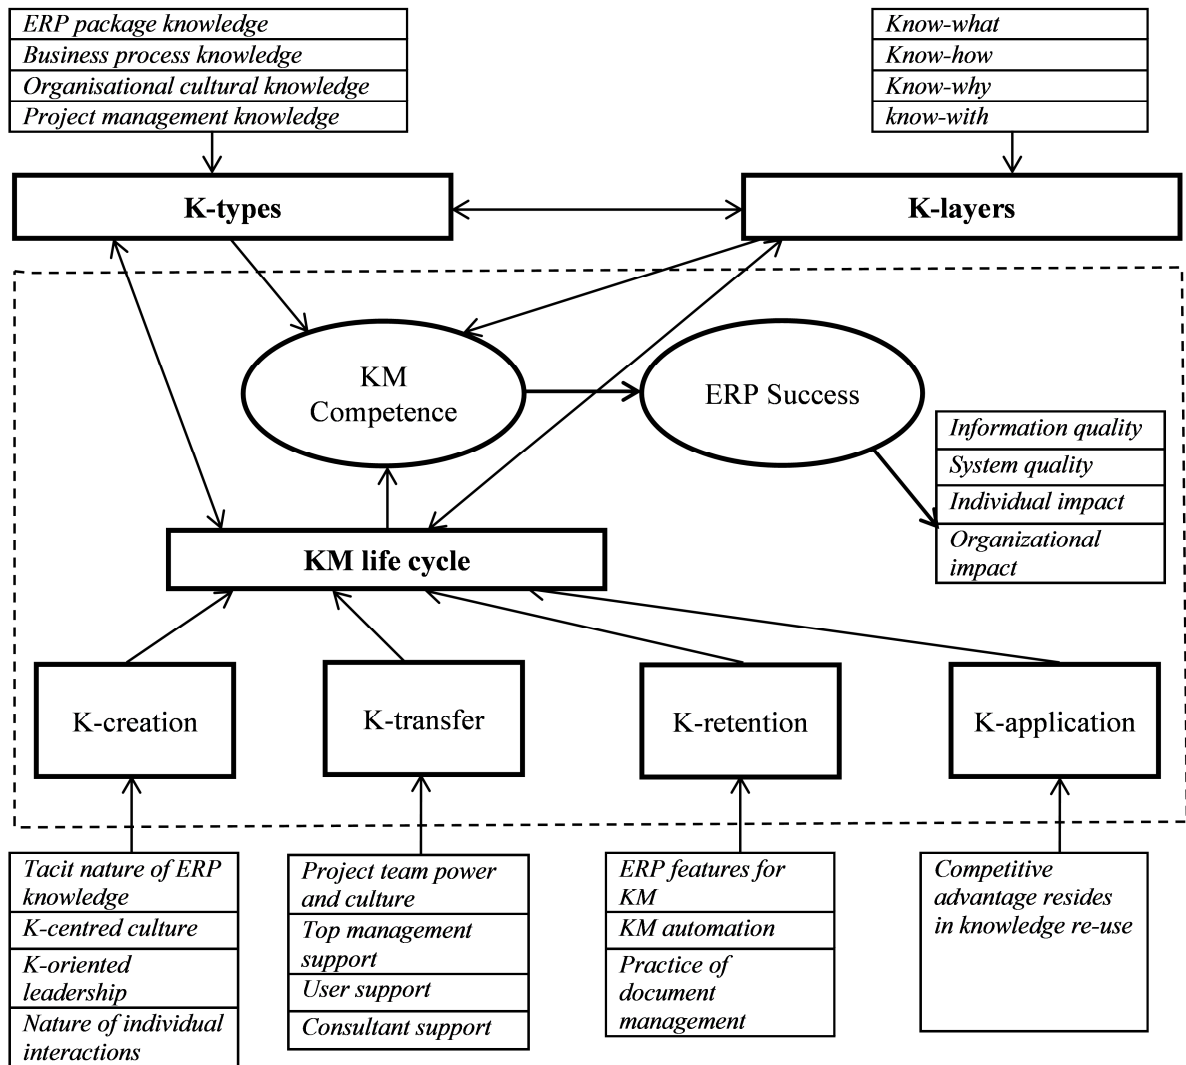 ERP package knowledge
Business process knowledge
Organisational cultural knowledge
Project management knowledge
Know-what
Know-how
Know-why
know-with
K-types
K-layers
KM
Competence
ERP Success
Information quality
System quality
Individual impact
Organizational
impact
KM life cycle
K-creation
K-transfer
K-retention
K-application
Tacit nature of ERP
knowledge
K-centred culture
K-oriented
leadership
Nature of individual
interactions
Project team power
and culture
Top management
support
User support
Consultant support
ERP features for
KM
KM automation
Practice of
document
management
Competitive
advantage resides
in knowledge re-use